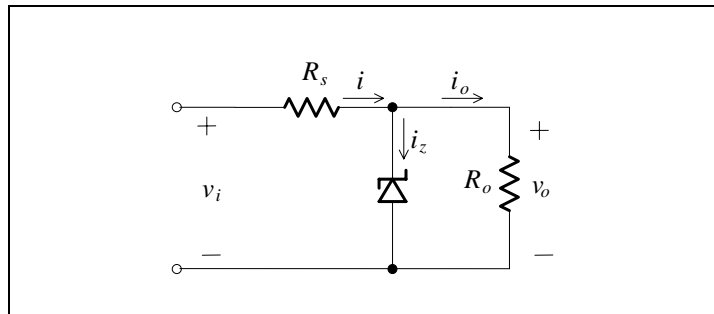 R_s i i_o
+ +
i_z
v_i R_o v_o
− −